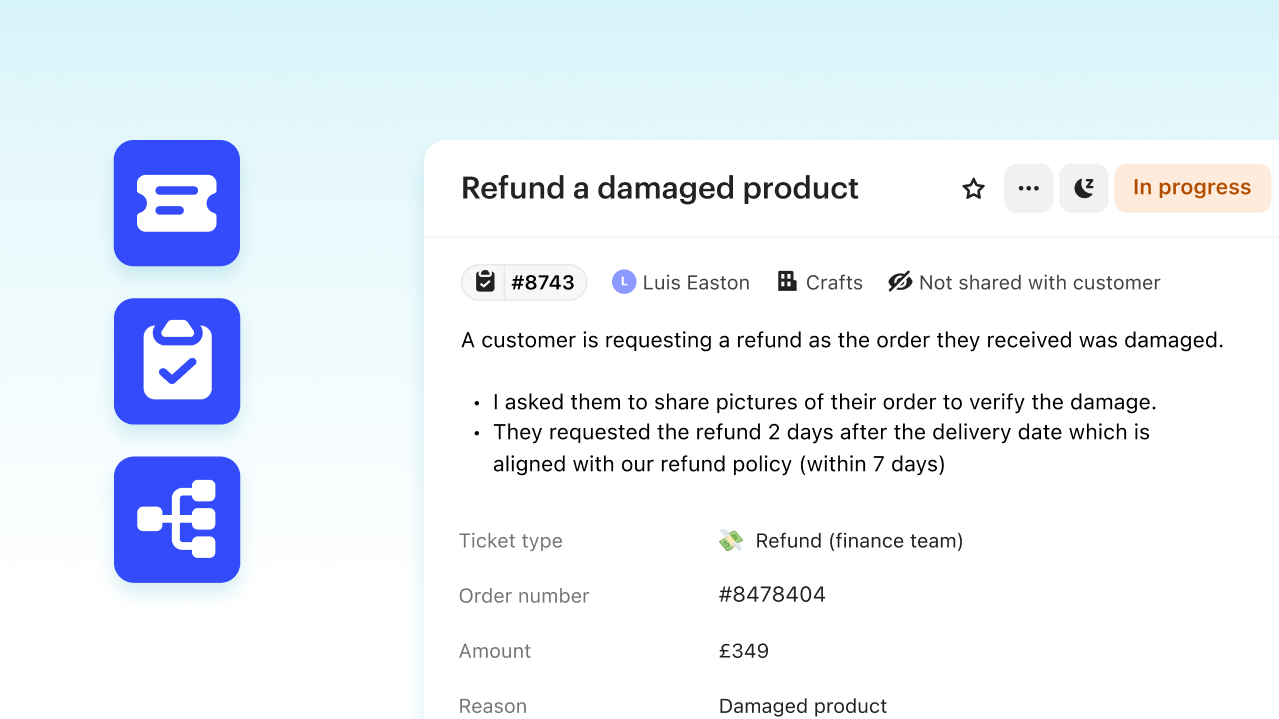 Refund a damaged product
In progress
#8743
L
Luis Easton
Crafts
Not shared with customer
A customer is requesting a refund as the order they received was damaged.
• I asked them to share pictures of their order to verify the damage.
• They requested the refund 2 days after the delivery date which is
aligned with our refund policy (within 7 days)
Ticket type
Refund (finance team)
Order number
#8478404
Amount
£349
Reason
Damaged product